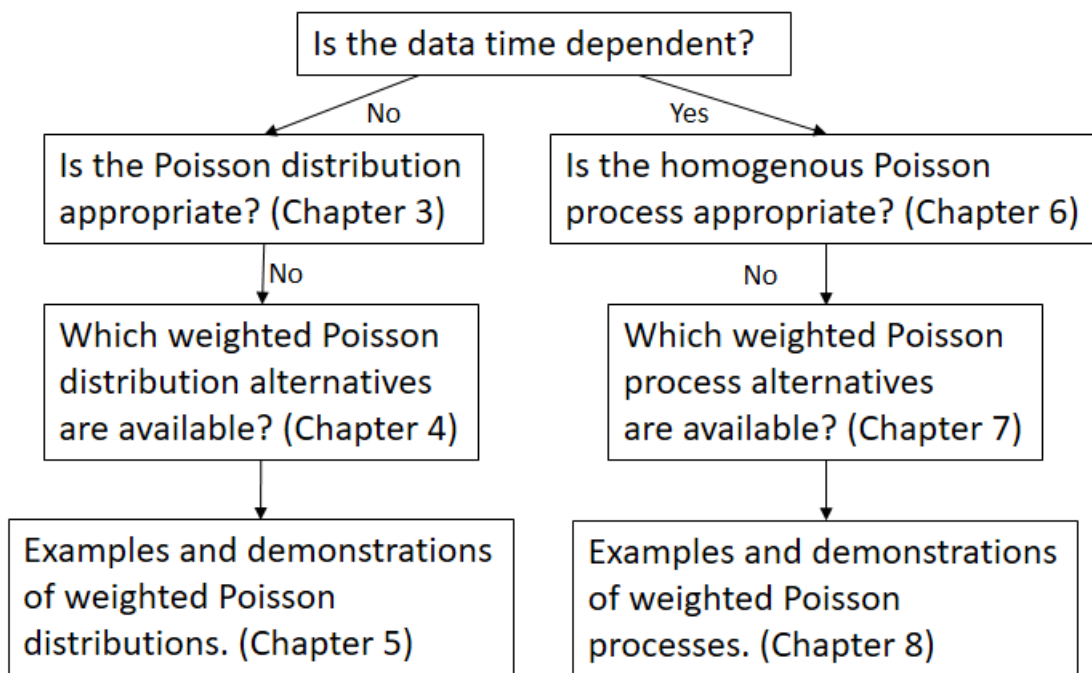 Is the data time dependent?
No
Yes
Is the Poisson distribution
appropriate? (Chapter 3)
Is the homogenous Poisson
process appropriate? (Chapter 6)
No
No
Which weighted Poisson
distribution alternatives
are available? (Chapter 4)
Which weighted Poisson
process alternatives
are available? (Chapter 7)
Examples and demonstrations
of weighted Poisson
distributions. (Chapter 5)
Examples and demonstrations
of weighted Poisson
processes. (Chapter 8)